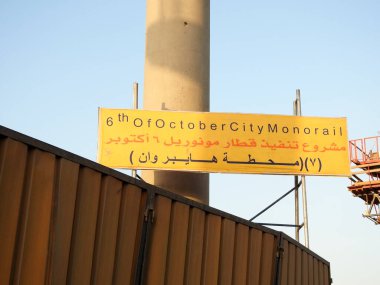 6th Of October City Monorail
مشروع تنفيذ قطار مونوريل ٦ أكتوبر
(٧)(محطة هايبر وان)